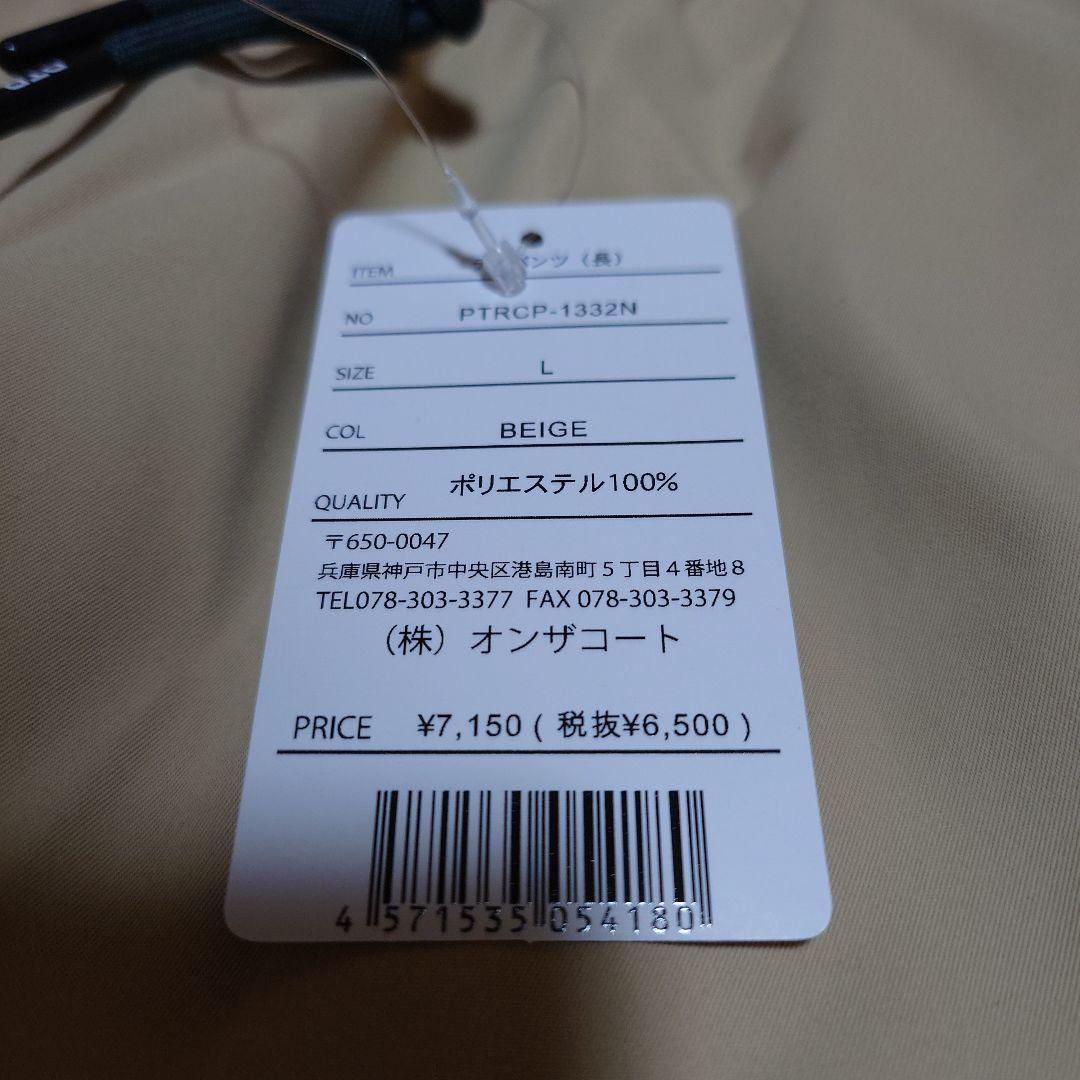 ITEM パンツ（長）
NO PTRCP-1332N
SIZE L
COL BEIGE
QUALITY ポリエステル100%
〒650-0047
兵庫県神戸市中央区港島南町５丁目４番地８
TEL078-303-3377 FAX 078-303-3379
（株）オンザコート
PRICE ¥7,150 ( 税抜¥6,500 )
4 571535 054180